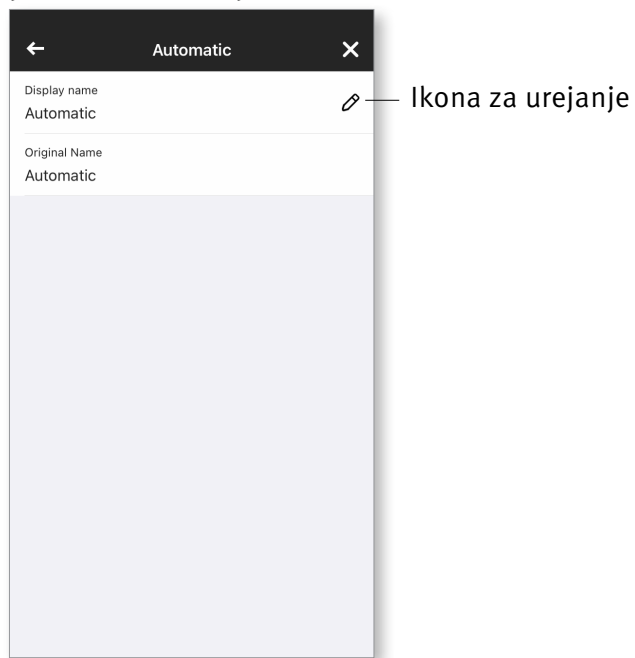 Automatic
Display name
Automatic
Ikona za urejanje
Original Name
Automatic